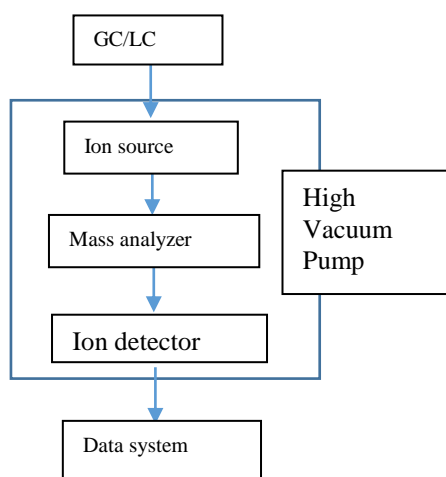 GC/LC
Ion source
Mass analyzer
High
Vacuum
Pump
Ion detector
Data system